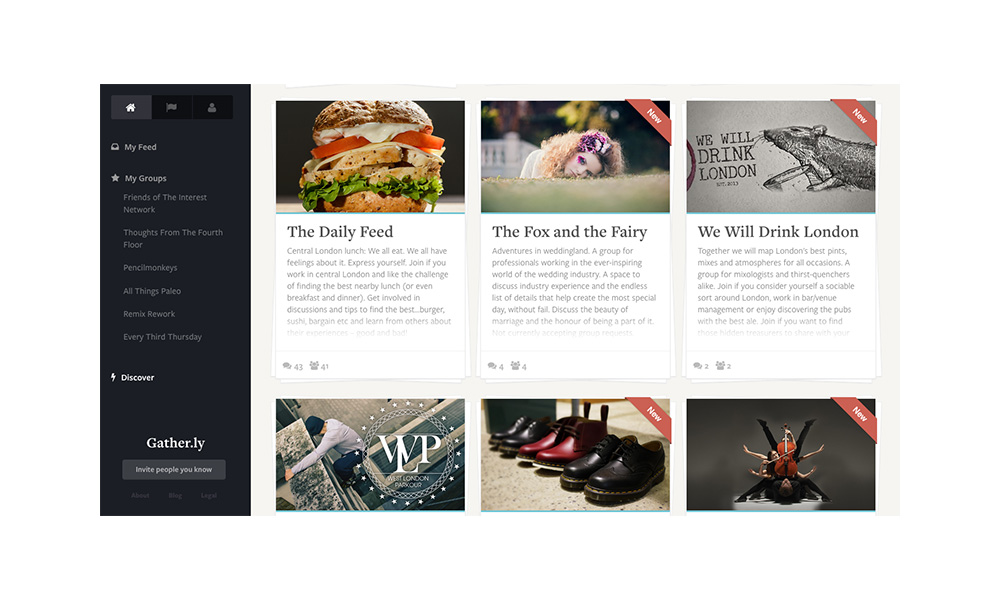 My Feed
My Groups
Friends of The Interest
Network
Thoughts From The Fourth
Floor
Pencilmonkeys
All Things Paleo
Remix Rework
Every Third Thursday
Discover
Gather.ly
Invite people you know
About Blog Legal
The Daily Feed
Central London lunch: We all eat. We all have
feelings about it. Express yourself. Join if you
work in central London and like the challenge
of finding the best nearby lunch (or even
breakfast and dinner). Get involved in
discussions and tips to find the best...burger,
sushi, bargain etc and learn from others about
their experiences – good and bad!
43 41
New
The Fox and the Fairy
Adventures in weddingland. A group for
professionals working in the ever-inspiring
world of the wedding industry. A space to
discuss industry experience and the endless
list of details that help create the most special
day, without fail. Discuss the beauty of
marriage and the honour of being a part of it.
Not currently accepting group requests.
4 4
WE WILL
DRINK
LONDON
EST.2013
New
We Will Drink London
Together we will map London's best pints,
mixes and atmospheres for all occasions. A
group for mixologists and thirst-quenchers
alike. Join if you consider yourself a sociable
sort around London, work in bar/venue
management or enjoy discovering the pubs
with the best ale. Join if you want to find
those hidden treasures to share with your
2 2
WLP
WEST LONDON
PARKOUR
New
New